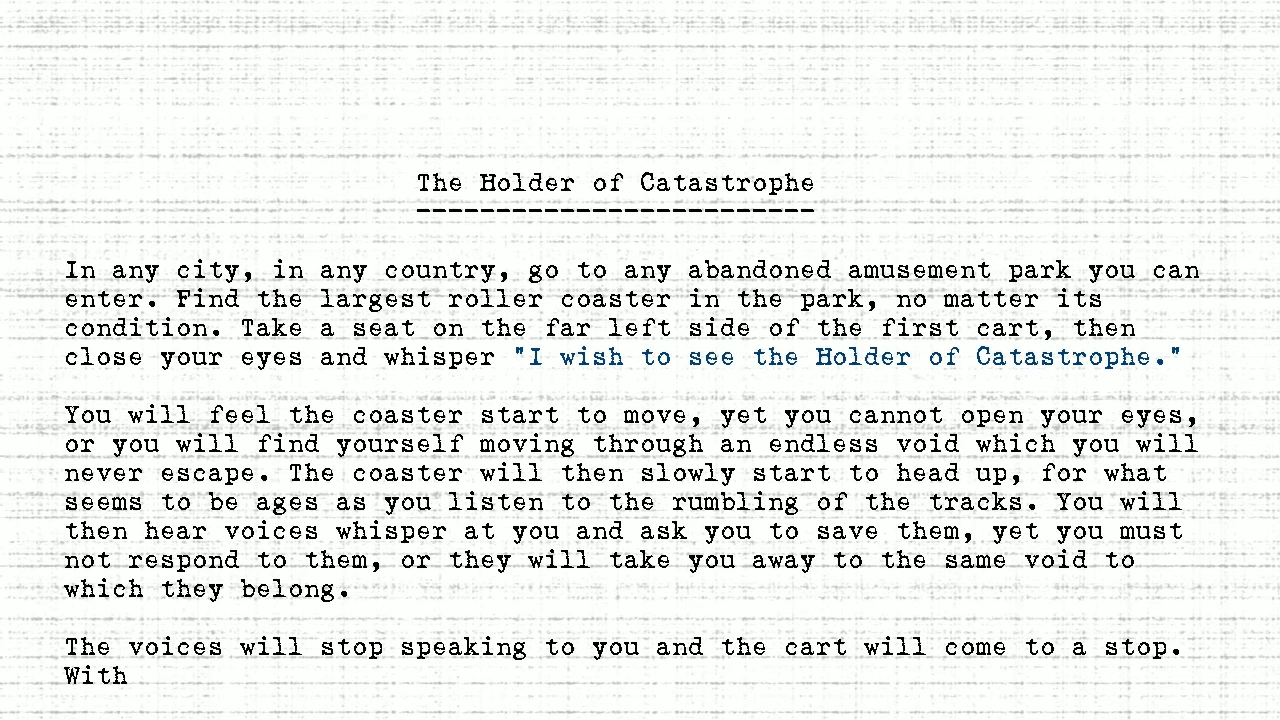 The Holder of Catastrophe
-------------------------
In any city, in any country, go to any abandoned amusement park you can
enter. Find the largest roller coaster in the park, no matter its
condition. Take a seat on the far left side of the first cart, then
close your eyes and whisper "I wish to see the Holder of Catastrophe."
You will feel the coaster start to move, yet you cannot open your eyes,
or you will find yourself moving through an endless void which you will
never escape. The coaster will then slowly start to head up, for what
seems to be ages as you listen to the rumbling of the tracks. You will
then hear voices whisper at you and ask you to save them, yet you must
not respond to them, or they will take you away to the same void to
which they belong.
The voices will stop speaking to you and the cart will come to a stop.
With